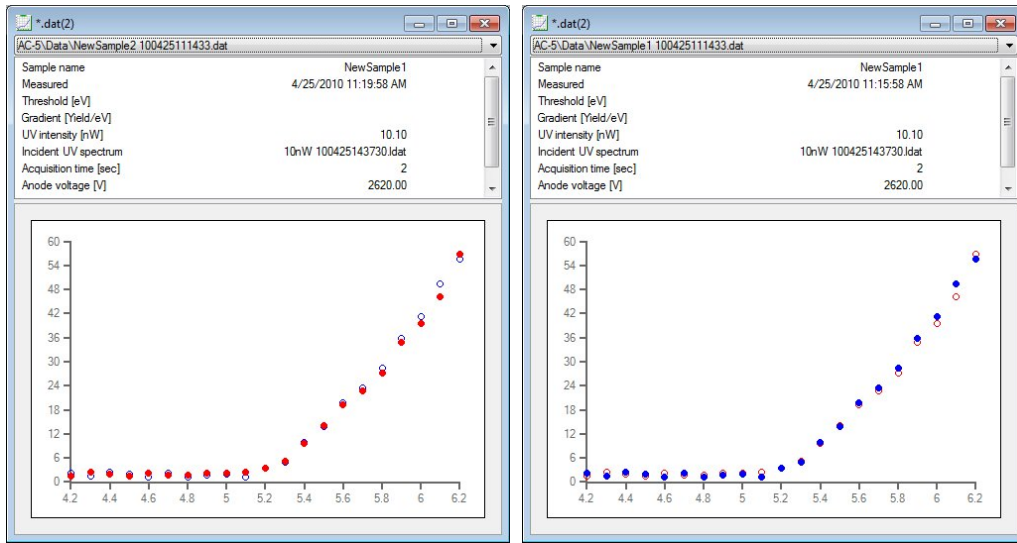 *.dat(2)
AC-5\Data\NewSample2 100425111433.dat
Sample name NewSample1
Measured 4/25/2010 11:19:58 AM
Threshold [eV]
Gradient [Yield/eV]
UV intensity [nW] 10.10
Incident UV spectrum 10nW 100425143730.ldat
Acquisition time [sec] 2
Anode voltage [V] 2620.00
60
54
48
42
36
30
24
18
12
6
0
4.2 4.4 4.6 4.8 5 5.2 5.4 5.6 5.8 6 6.2
*.dat(2)
AC-5\Data\NewSample1 100425111433.dat
Sample name NewSample1
Measured 4/25/2010 11:15:58 AM
Threshold [eV]
Gradient [Yield/eV]
UV intensity [nW] 10.10
Incident UV spectrum 10nW 100425143730.ldat
Acquisition time [sec] 2
Anode voltage [V] 2620.00
60
54
48
42
36
30
24
18
12
6
0
4.2 4.4 4.6 4.8 5 5.2 5.4 5.6 5.8 6 6.2